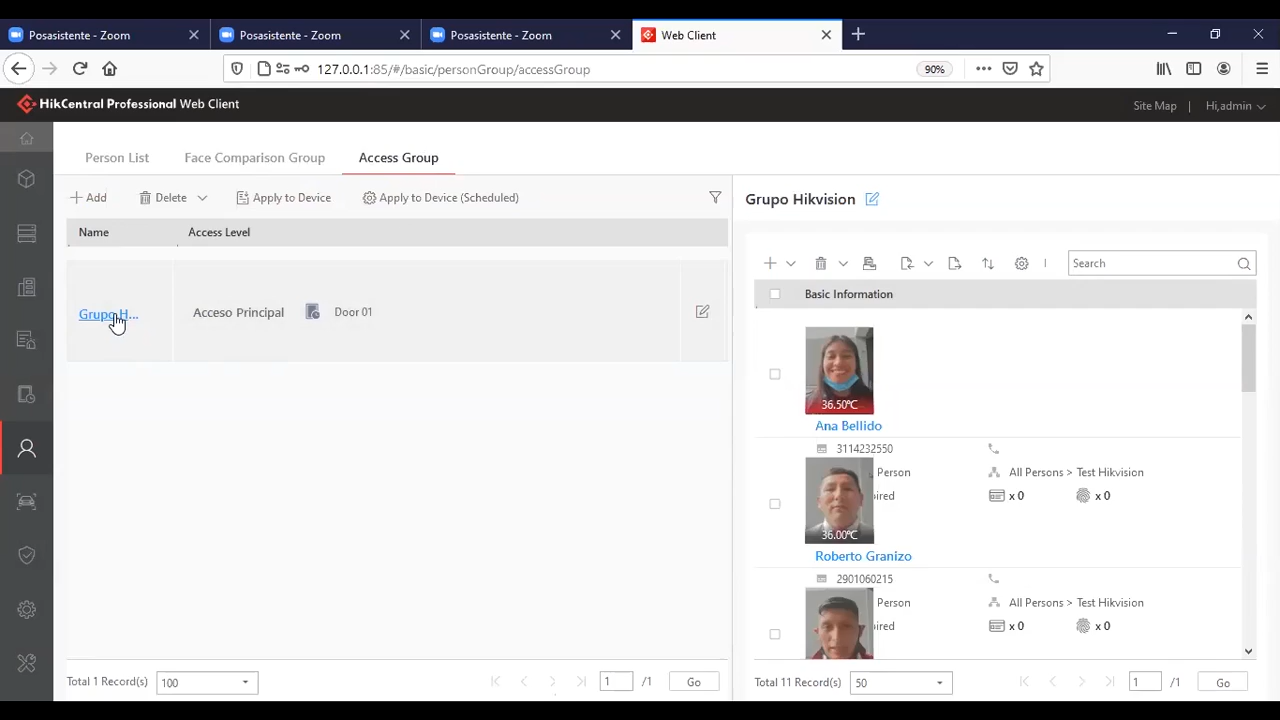 Posasistente - Zoom
Posasistente - Zoom
Posasistente - Zoom
Web Client
127.0.0.1:85/#/basic/personGroup/accessGroup
90%
HikCentral Professional Web Client
Site Map
Hi,admin
Person List
Face Comparison Group
Access Group
Add
Delete
Apply to Device
Apply to Device (Scheduled)
Name
Access Level
Grupo H...
Acceso Principal
Door 01
Total 1 Record(s)
100
1
/1
Go
Grupo Hikvision
Search
Basic Information
36.50°C
Ana Bellido
3114232550
Person
All Persons > Test Hikvision
ired
x 0
x 0
36.00°C
Roberto Granizo
2901060215
Person
All Persons > Test Hikvision
ired
x 0
x 0
Total 11 Record(s)
50
1
/1
Go